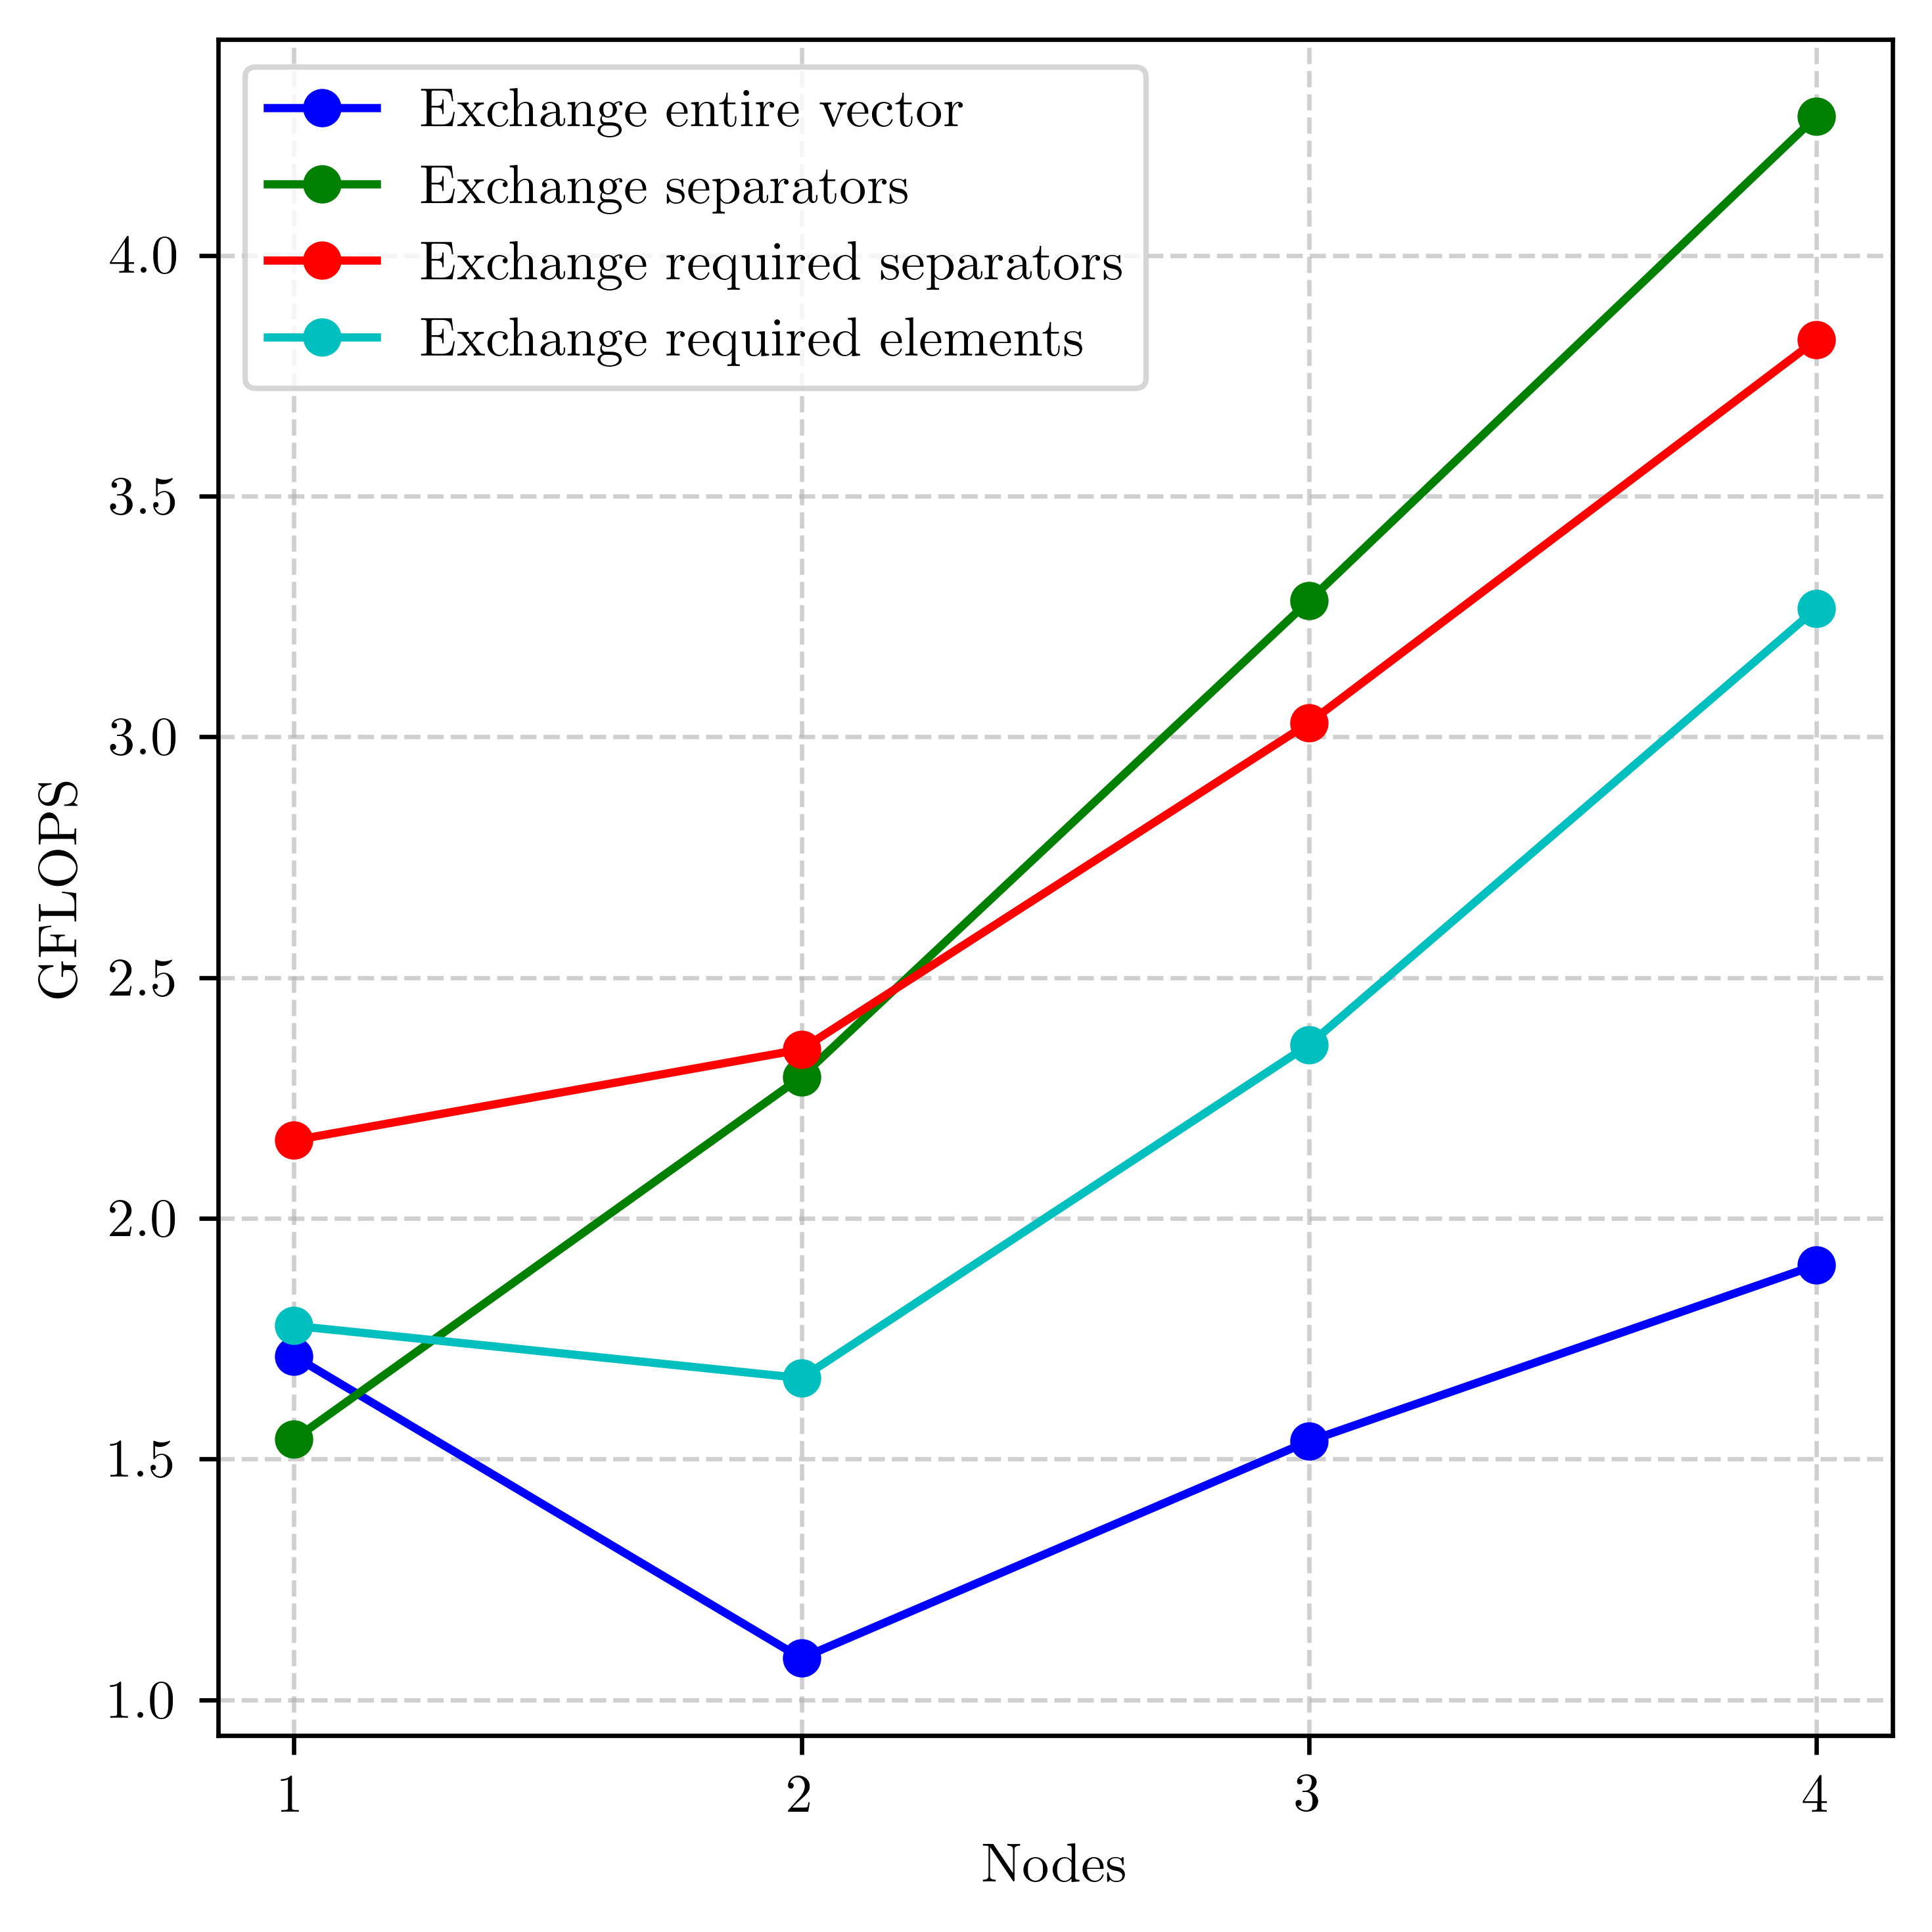 Exchange entire vector
Exchange separators
Exchange required separators
Exchange required elements
4.0
3.5
3.0
2.5
2.0
1.5
1.0
GFLOPS
1 2 3 4
Nodes